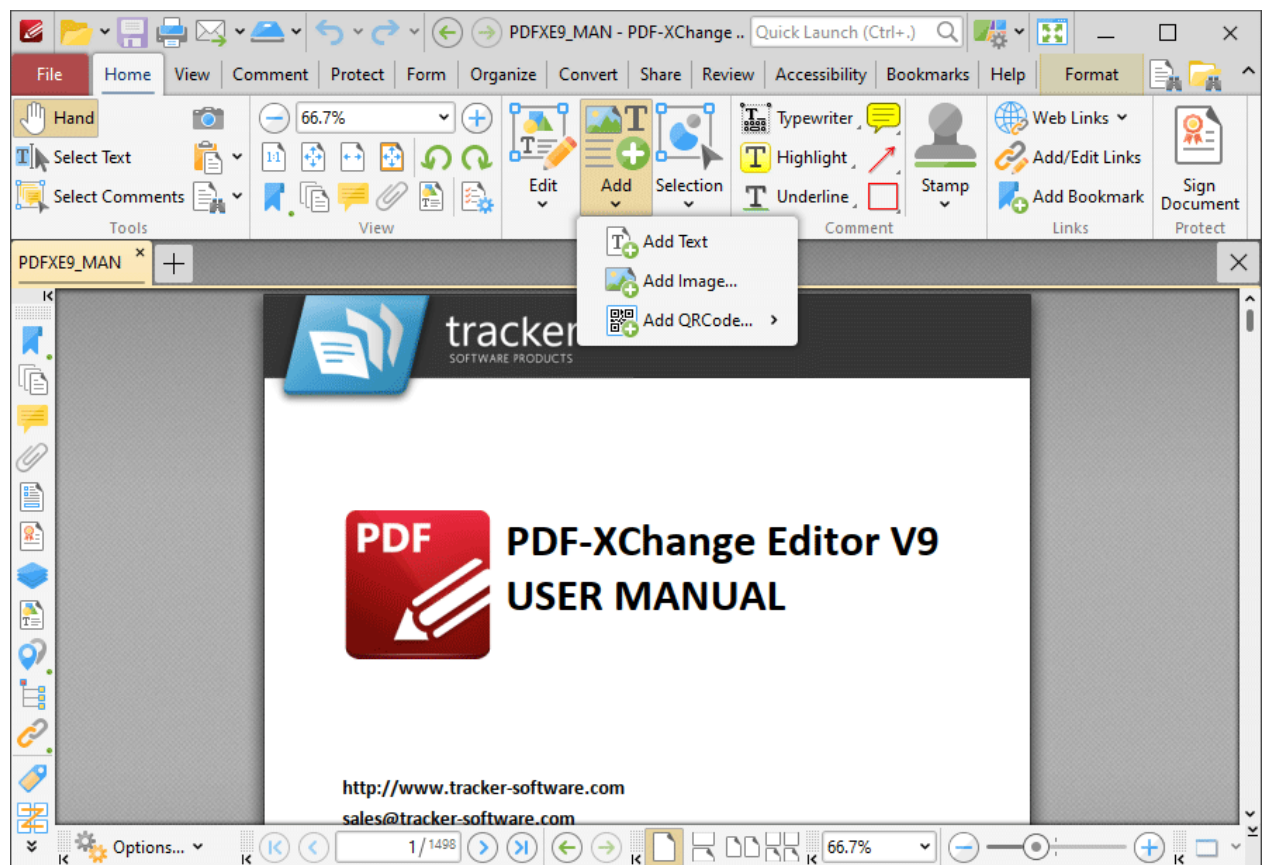 PDFXE9_MAN - PDF-XChange .. Quick Launch (Ctrl+.)
File Home View Comment Protect Form Organize Convert Share Review Accessibility Bookmarks Help Format
Hand 66.7% Typewriter Web Links
Select Text 1:1 Highlight Add/Edit Links
Edit Add Selection Stamp Sign
Select Comments Underline Add Bookmark Document
Tools View Comment Links Protect
Add Text
PDFXE9_MAN
Add Image...
Add QRCode...
tracker
SOFTWARE PRODUCTS
PDF
PDF-XChange Editor V9
USER MANUAL
http://www.tracker-software.com
sales@tracker-software.com
Options... 1/1498 66.7%